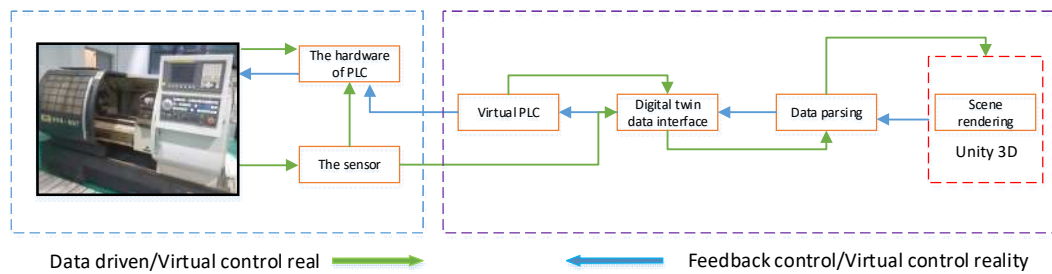 The hardware
of PLC
The sensor
Virtual PLC
Digital twin
data interface
Data parsing
Scene
rendering
Unity 3D
Data driven/Virtual control real
Feedback control/Virtual control reality